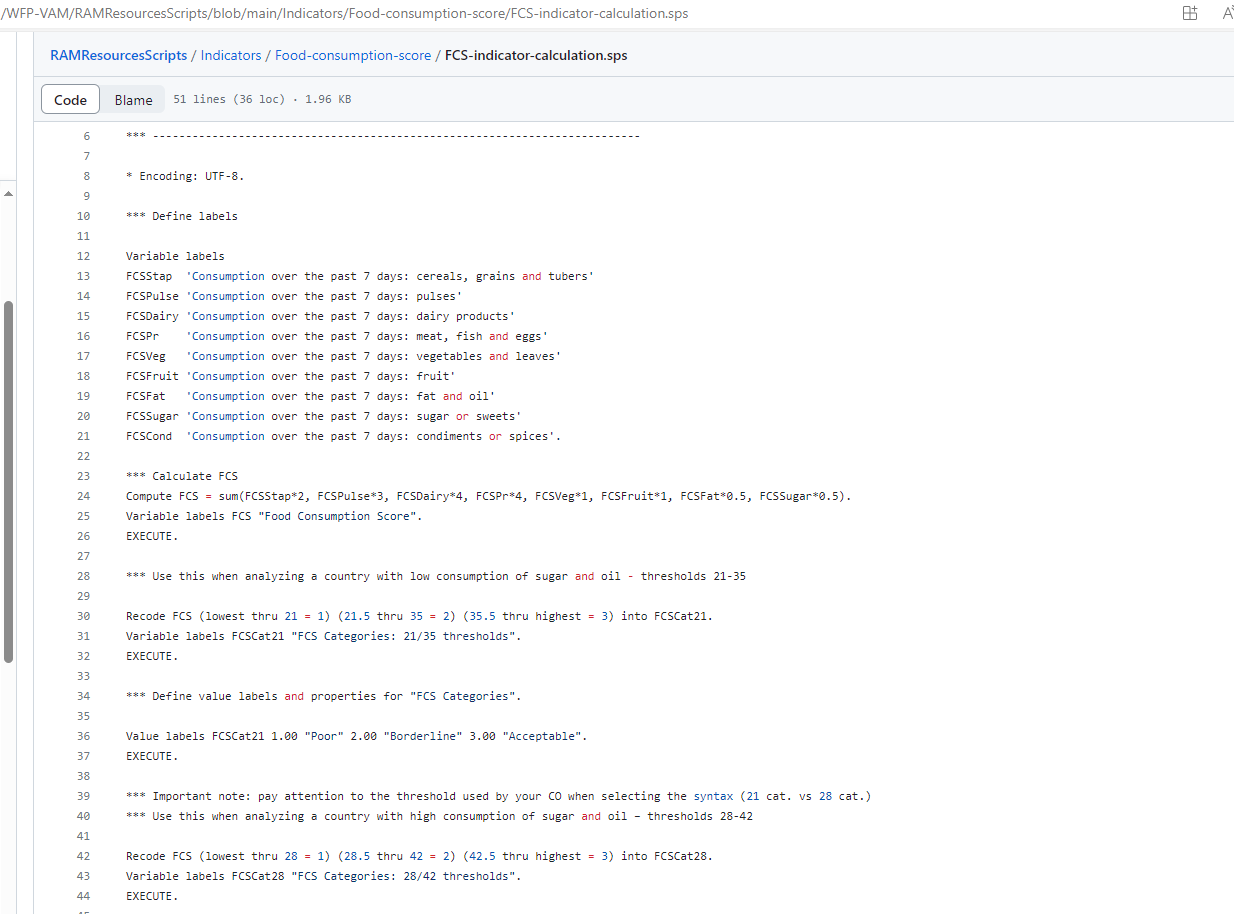 /WFP-VAM/RAMResourcesScripts/blob/main/Indicators/Food-consumption-score/FCS-indicator-calculation.sps
RAMResourcesScripts / Indicators / Food-consumption-score / FCS-indicator-calculation.sps
Code Blame 51 lines (36 loc) · 1.96 KB
6 *** --------------------------------------------------------------------------
7
8 * Encoding: UTF-8.
9
10 *** Define labels
11
12 Variable labels
13 FCSStap 'Consumption over the past 7 days: cereals, grains and tubers'
14 FCSPulse 'Consumption over the past 7 days: pulses'
15 FCSDairy 'Consumption over the past 7 days: dairy products'
16 FCSPr 'Consumption over the past 7 days: meat, fish and eggs'
17 FCSVeg 'Consumption over the past 7 days: vegetables and leaves'
18 FCSFruit 'Consumption over the past 7 days: fruit'
19 FCSFat 'Consumption over the past 7 days: fat and oil'
20 FCSSugar 'Consumption over the past 7 days: sugar or sweets'
21 FCSCond 'Consumption over the past 7 days: condiments or spices'.
22
23 *** Calculate FCS
24 Compute FCS = sum(FCSStap*2, FCSPulse*3, FCSDairy*4, FCSPr*4, FCSVeg*1, FCSFruit*1, FCSFat*0.5, FCSSugar*0.5).
25 Variable labels FCS "Food Consumption Score".
26 EXECUTE.
27
28 *** Use this when analyzing a country with low consumption of sugar and oil - thresholds 21-35
29
30 Recode FCS (lowest thru 21 = 1) (21.5 thru 35 = 2) (35.5 thru highest = 3) into FCSCat21.
31 Variable labels FCSCat21 "FCS Categories: 21/35 thresholds".
32 EXECUTE.
33
34 *** Define value labels and properties for "FCS Categories".
35
36 Value labels FCSCat21 1.00 "Poor" 2.00 "Borderline" 3.00 "Acceptable".
37 EXECUTE.
38
39 *** Important note: pay attention to the threshold used by your CO when selecting the syntax (21 cat. vs 28 cat.)
40 *** Use this when analyzing a country with high consumption of sugar and oil – thresholds 28-42
41
42 Recode FCS (lowest thru 28 = 1) (28.5 thru 42 = 2) (42.5 thru highest = 3) into FCSCat28.
43 Variable labels FCSCat28 "FCS Categories: 28/42 thresholds".
44 EXECUTE.